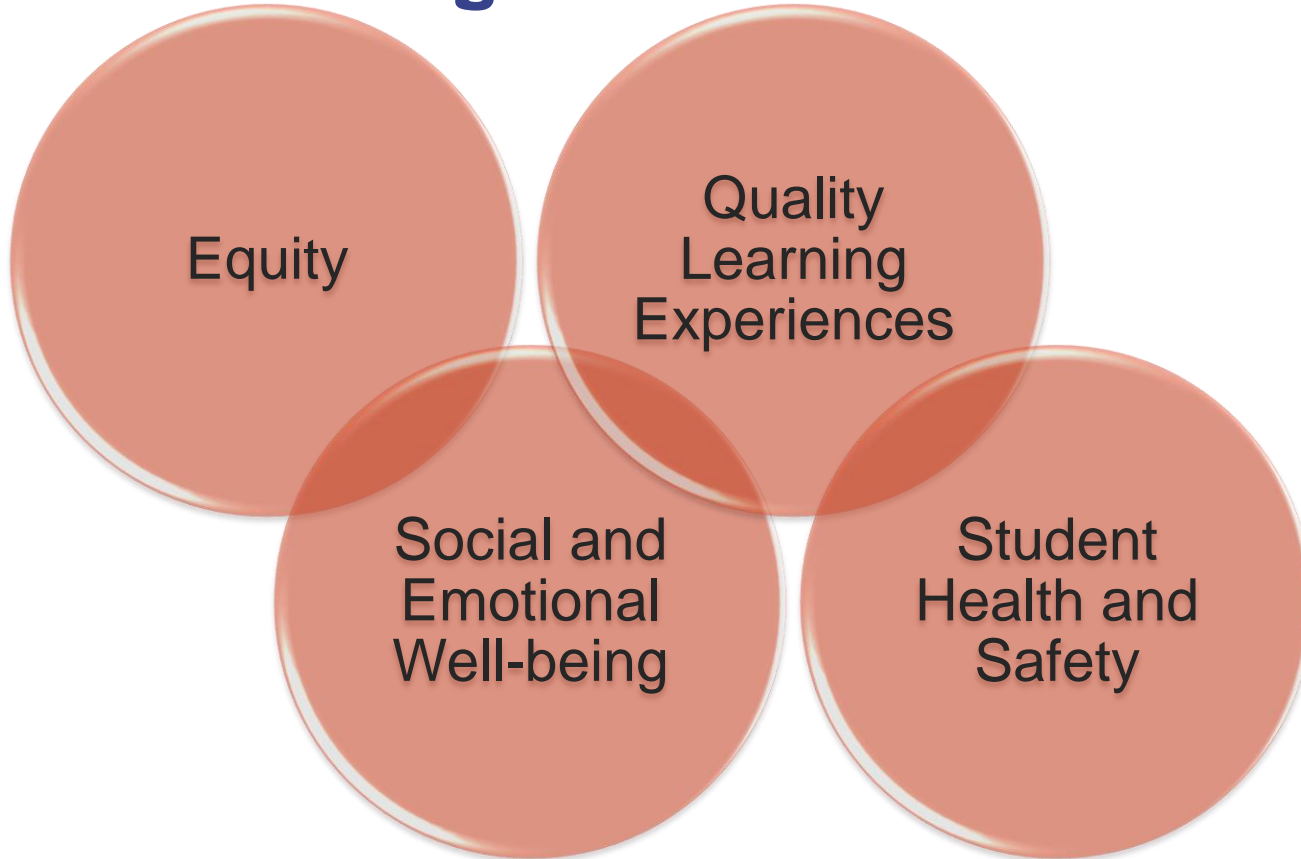 Equity
Quality
Learning
Experiences
Social and
Emotional
Well-being
Student
Health and
Safety